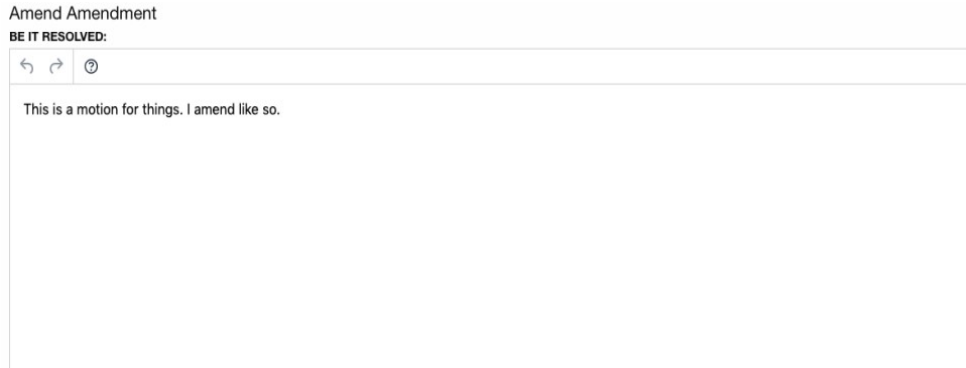 Amend Amendment
BE IT RESOLVED:
This is a motion for things. I amend like so.